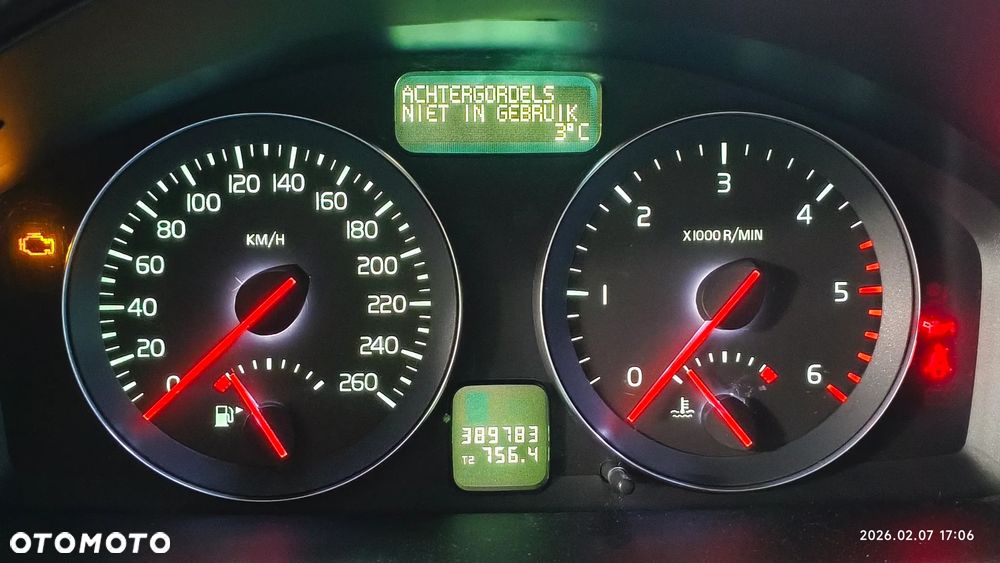 ACHTERGORDELS
NIET IN GEBRUIK
3°C
0 20 40 60 80 100 120 140 160 180 200 220 240 260
KM/H
0 1 2 3 4 5 6
X1000 R/MIN
389783
T2 756.4
OTOMOTO
2026.02.07 17:06